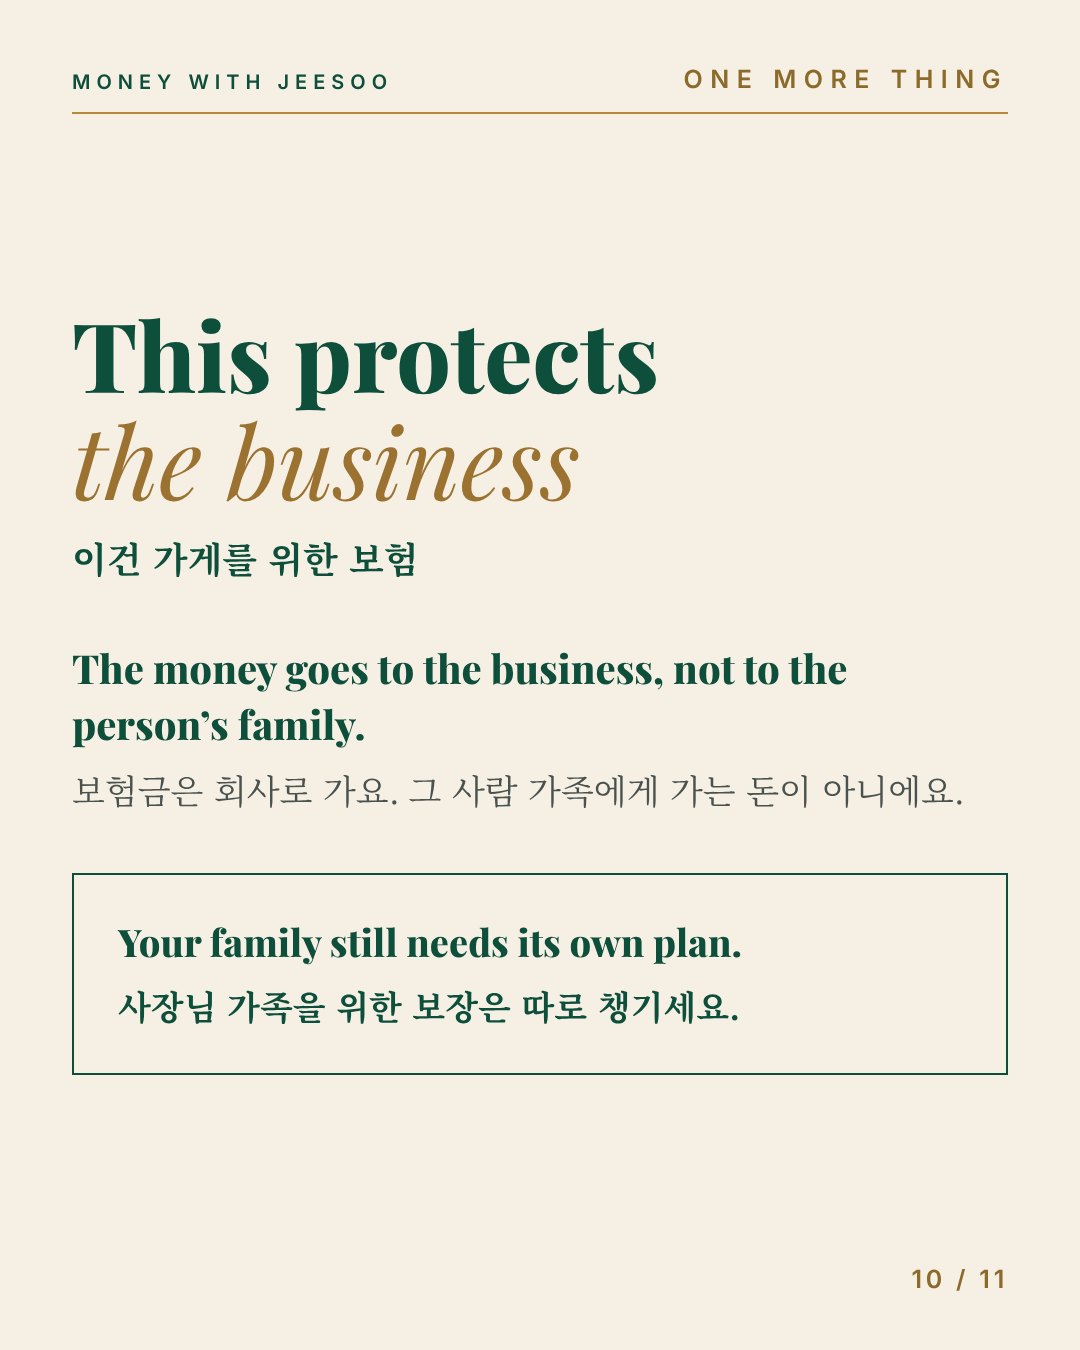 MONEY WITH JEESOO
ONE MORE THING
This protects
the business
이건 가게를 위한 보험
The money goes to the business, not to the
person’s family.
보험금은 회사로 가요. 그 사람 가족에게 가는 돈이 아니에요.
Your family still needs its own plan.
사장님 가족을 위한 보장은 따로 챙기세요.
10 / 11